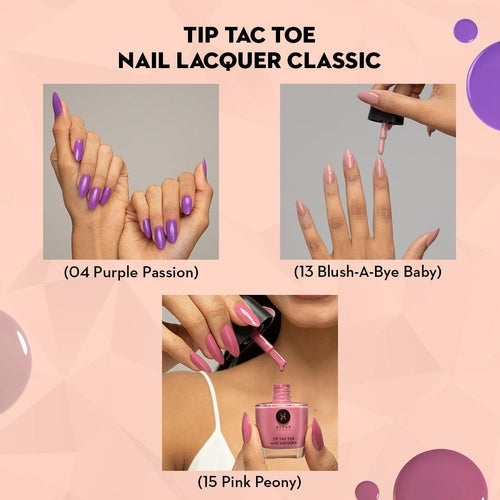 TIP TAC TOE
NAIL LACQUER CLASSIC
(04 Purple Passion)
(13 Blush-A-Bye Baby)
SUGAR
TIP TAC TOE
NAIL LACQUER
(15 Pink Peony)